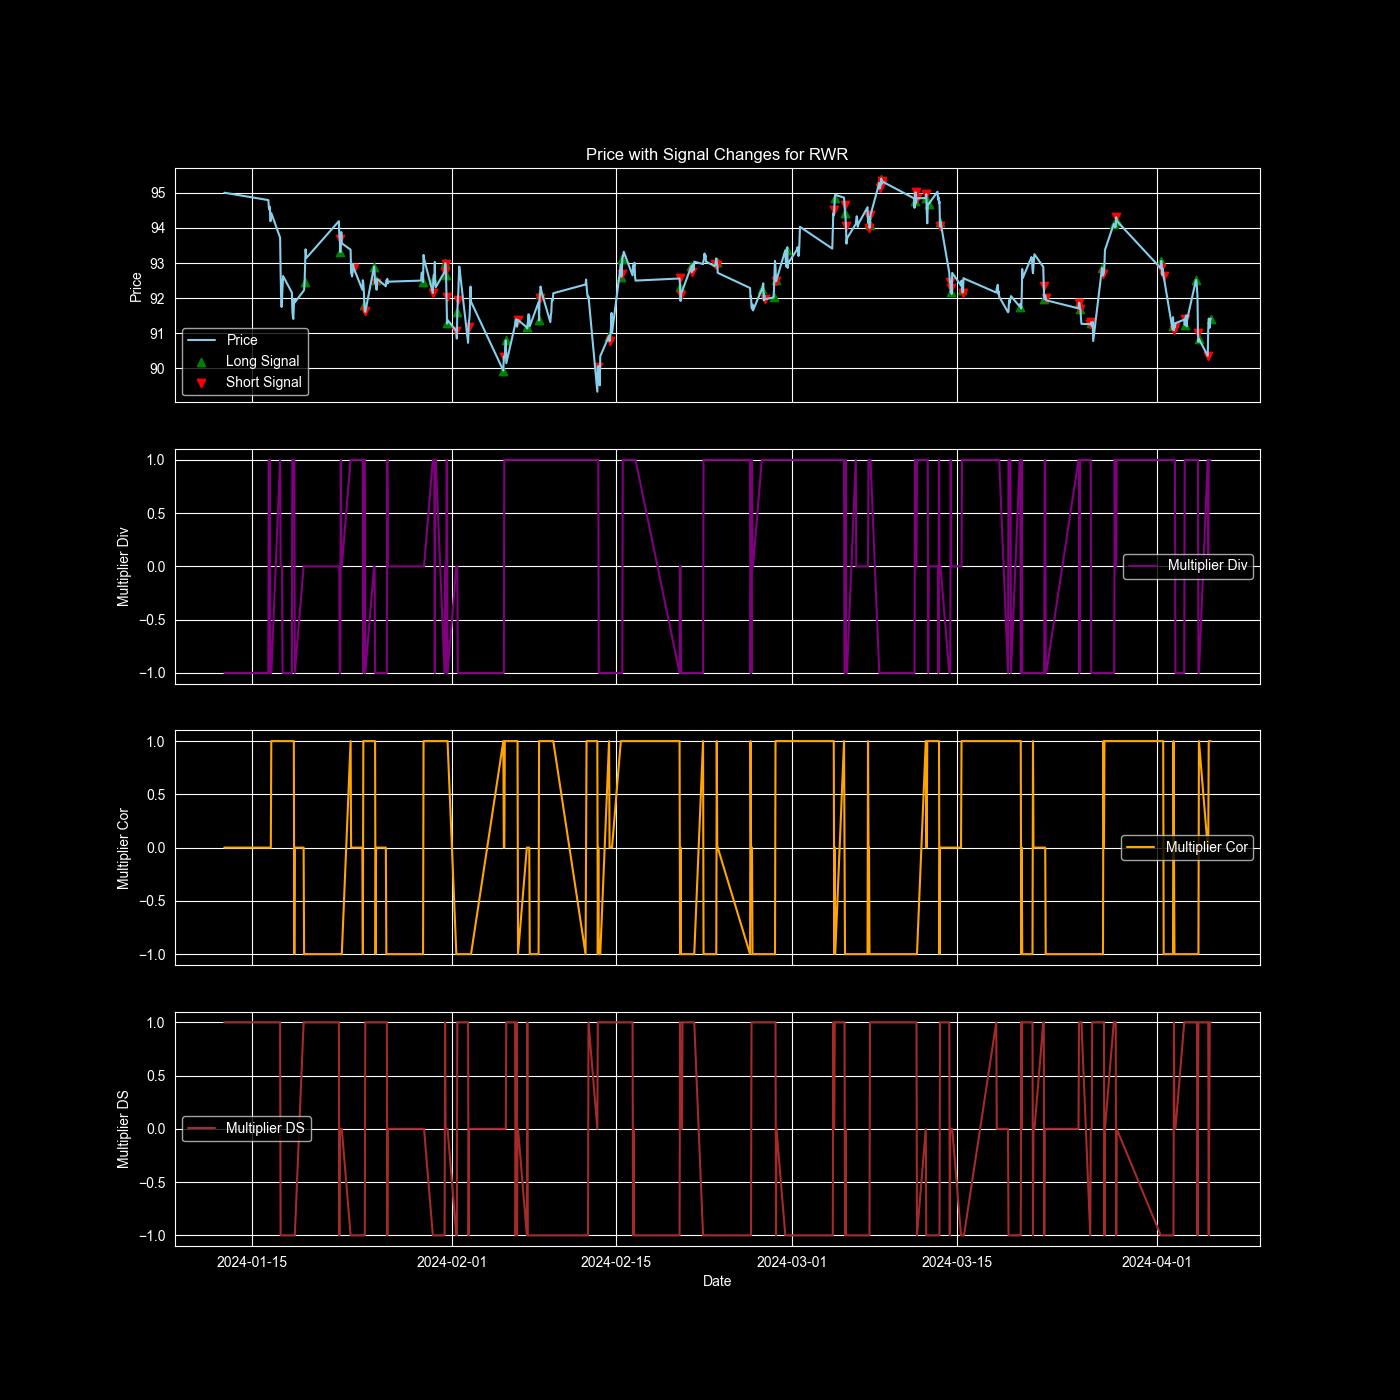 Price with Signal Changes for RWR
Price
95
94
93
92
91
90
Price
Long Signal
Short Signal
Multiplier Div
1.0
0.5
0.0
−0.5
−1.0
Multiplier Div
Multiplier Cor
1.0
0.5
0.0
−0.5
−1.0
Multiplier Cor
Multiplier DS
1.0
0.5
0.0
−0.5
−1.0
Multiplier DS
2024-01-15 2024-02-01 2024-02-15 2024-03-01 2024-03-15 2024-04-01
Date